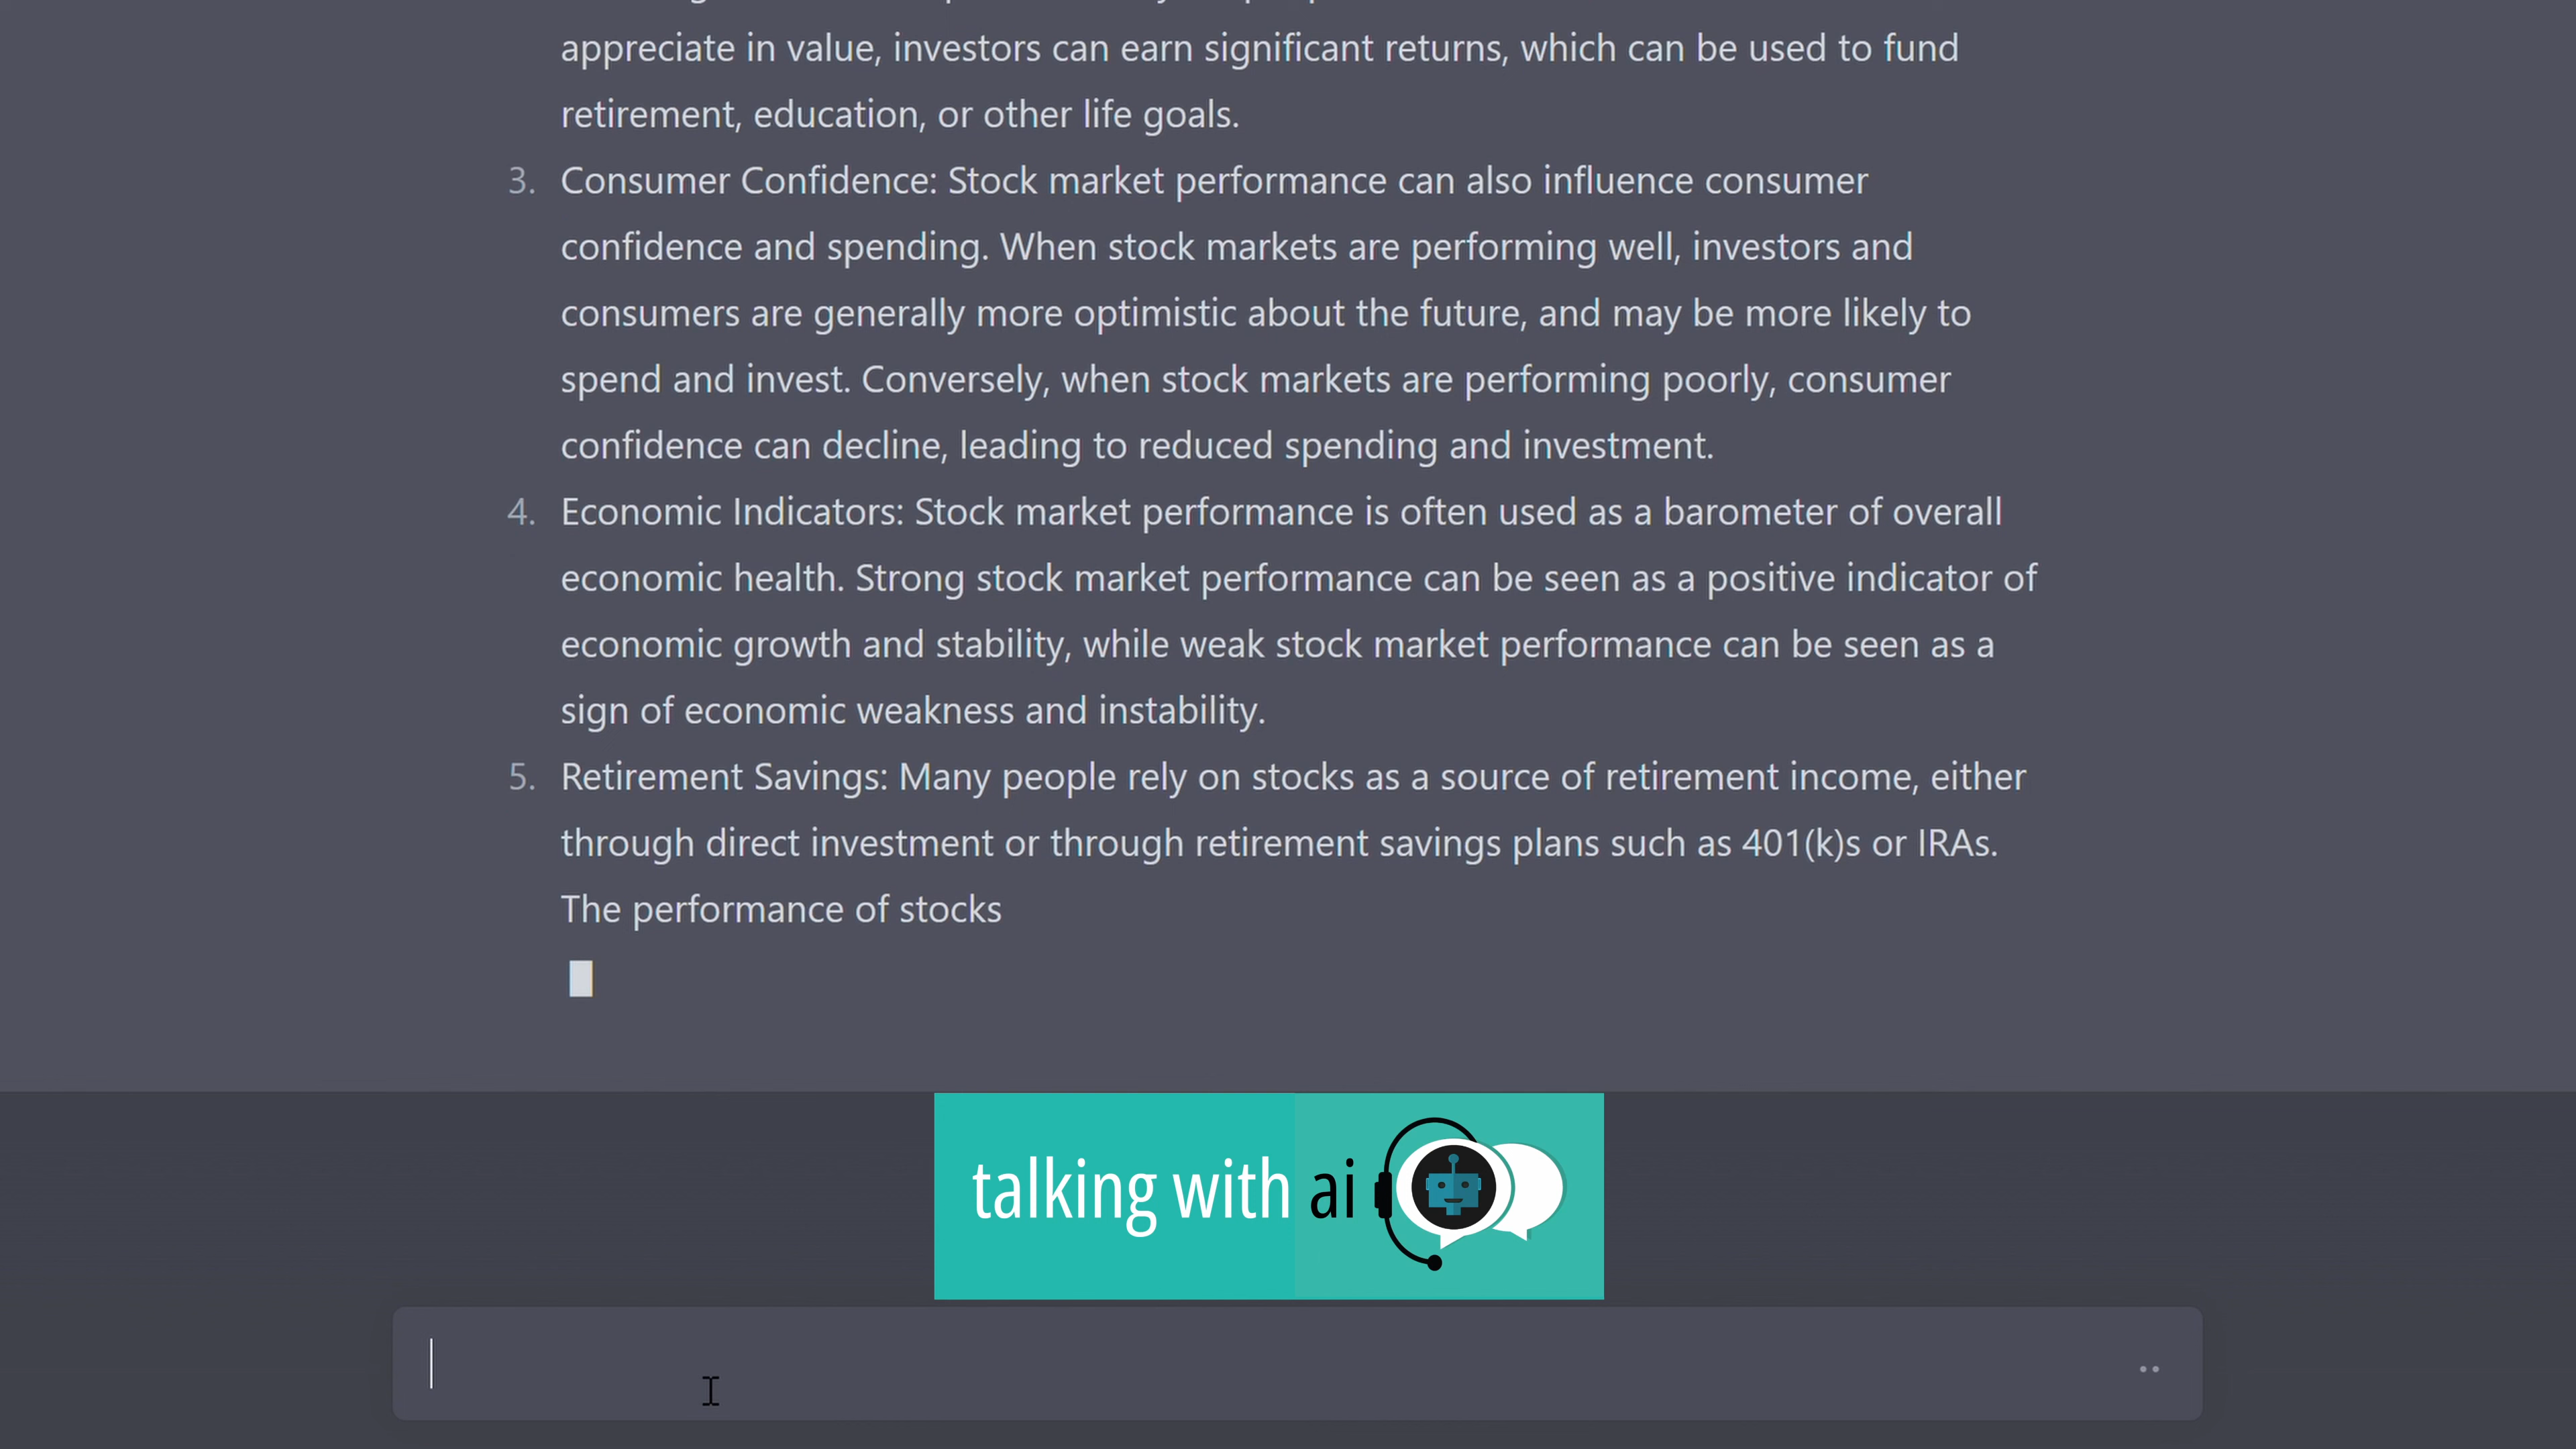 appreciate in value, investors can earn significant returns, which can be used to fund
retirement, education, or other life goals.
3. Consumer Confidence: Stock market performance can also influence consumer
confidence and spending. When stock markets are performing well, investors and
consumers are generally more optimistic about the future, and may be more likely to
spend and invest. Conversely, when stock markets are performing poorly, consumer
confidence can decline, leading to reduced spending and investment.
4. Economic Indicators: Stock market performance is often used as a barometer of overall
economic health. Strong stock market performance can be seen as a positive indicator of
economic growth and stability, while weak stock market performance can be seen as a
sign of economic weakness and instability.
5. Retirement Savings: Many people rely on stocks as a source of retirement income, either
through direct investment or through retirement savings plans such as 401(k)s or IRAs.
The performance of stocks
talking with ai